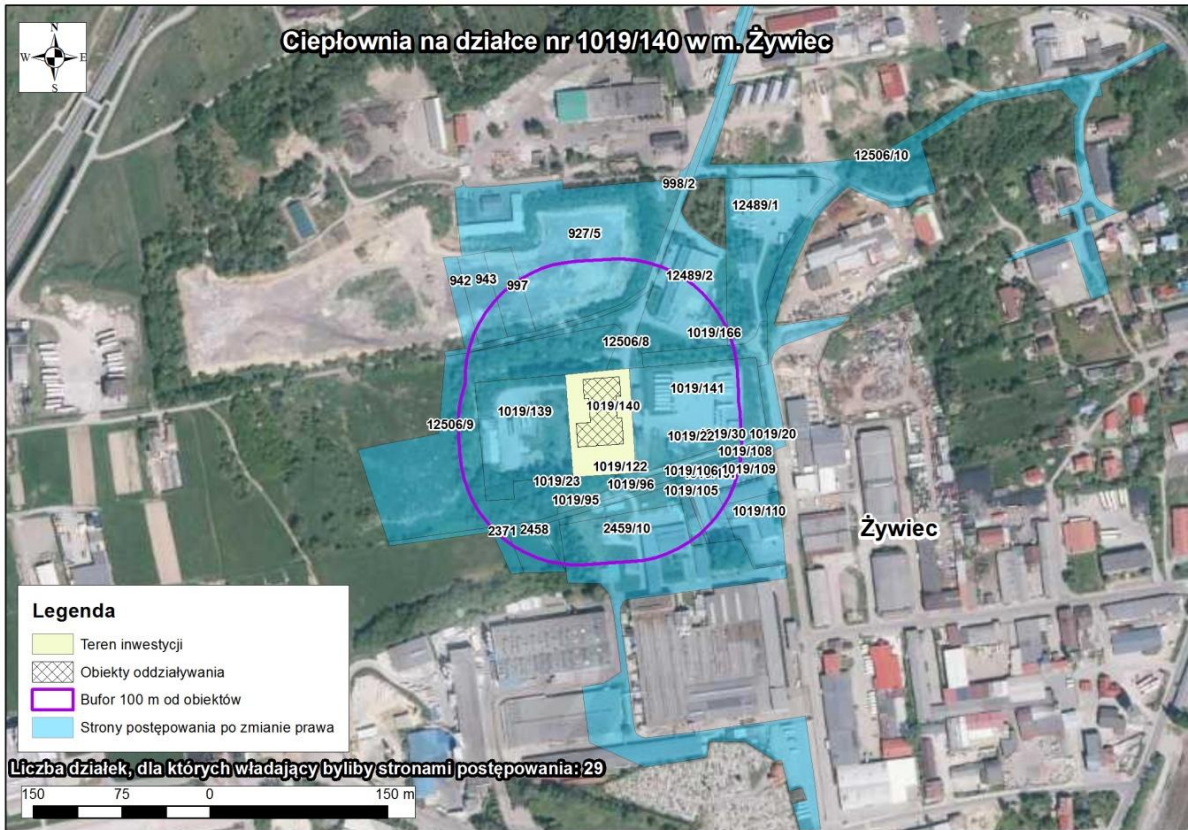 Ciepłownia na działce nr 1019/140 w m. Żywiec
N
W E
S
12506/10
998/2
12489/1
927/5
942
943
997
12489/2
1019/166
12506/8
1019/141
1019/140
1019/139
12506/9
1019/22
1019/30
1019/20
1019/108
1019/122
1019/106
1019/109
1019/23
1019/96
1019/105
1019/95
1019/110
2371
2458
2459/10
Żywiec
Legenda
Teren inwestycji
Obiekty oddziaływania
Bufor 100 m od obiektów
Strony postępowania po zmianie prawa
Liczba działek, dla których władający byliby stronami postępowania: 29
150 75 0 150 m